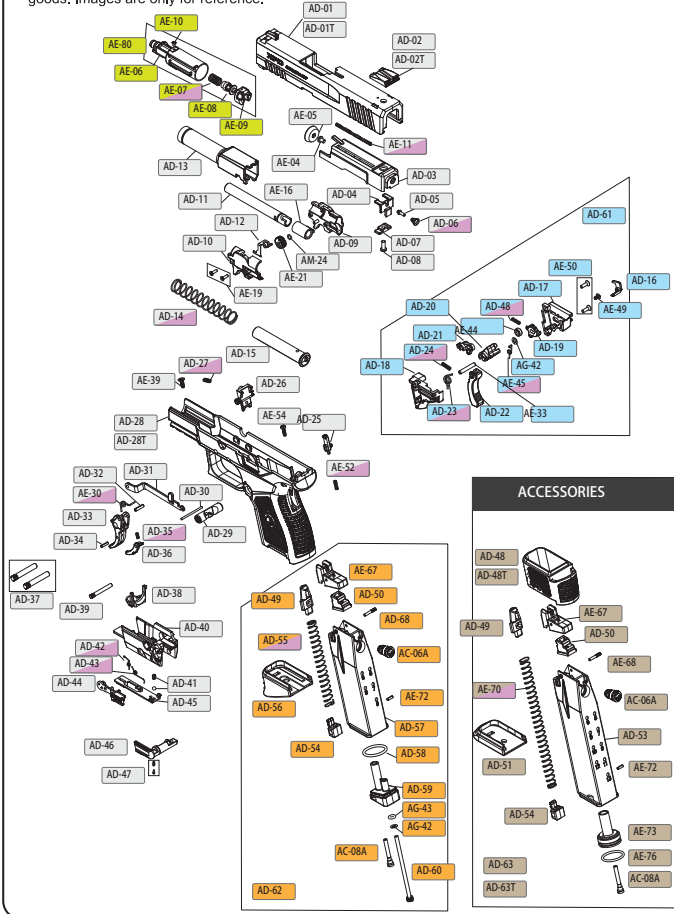 goods. Images are only for reference.
AE-10
AD-01
AE-80
AD-01T
AD-02
AE-06
AD-02T
AE-07
AE-08
AE-05
AE-09
AE-11
AD-13
AE-04
AD-03
AE-16
AD-04
AD-05
AD-11
AD-12
AD-06
AD-61
AD-10
AD-09
AD-07
AM-24
AD-08
AE-21
AE-50
AD-16
AE-19
AD-17
AD-14
AD-20
AD-48
AE-49
AE-44
AD-21
AD-19
AD-15
AD-24
AG-42
AD-27
AD-18
AE-45
AE-39
AD-26
AD-23
AD-22
AE-33
AD-28
AE-54
AD-25
AD-28T
AE-52
AD-32
AD-31
AE-30
AD-30
ACCESSORIES
AD-33
AD-35
AD-29
AD-34
AD-36
AE-67
AD-48
AD-37
AD-38
AD-49
AD-50
AD-48T
AD-39
AD-68
AE-67
AD-40
AD-49
AD-50
AD-42
AD-55
AC-06A
AE-68
AD-43
AD-41
AE-70
AC-06A
AD-44
AD-45
AD-56
AE-72
AD-57
AD-53
AD-46
AD-54
AD-58
AD-51
AE-72
AD-47
AD-59
AD-54
AG-43
AE-73
AG-42
AC-08A
AE-76
AD-60
AD-63
AD-62
AD-63T
AC-08A